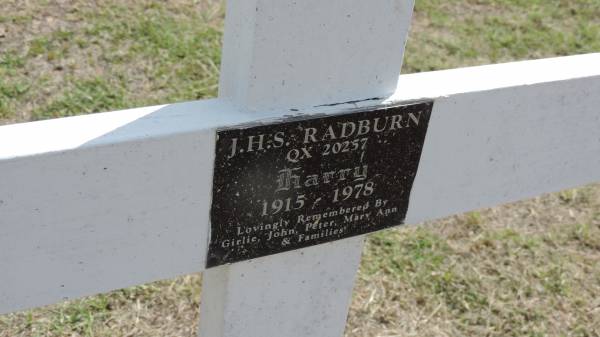 J.H.S. RADBURN
QX 20257
Harry
1915 - 1978
Lovingly Remembered By
Girlie, John, Peter, Mary Ann
& Families